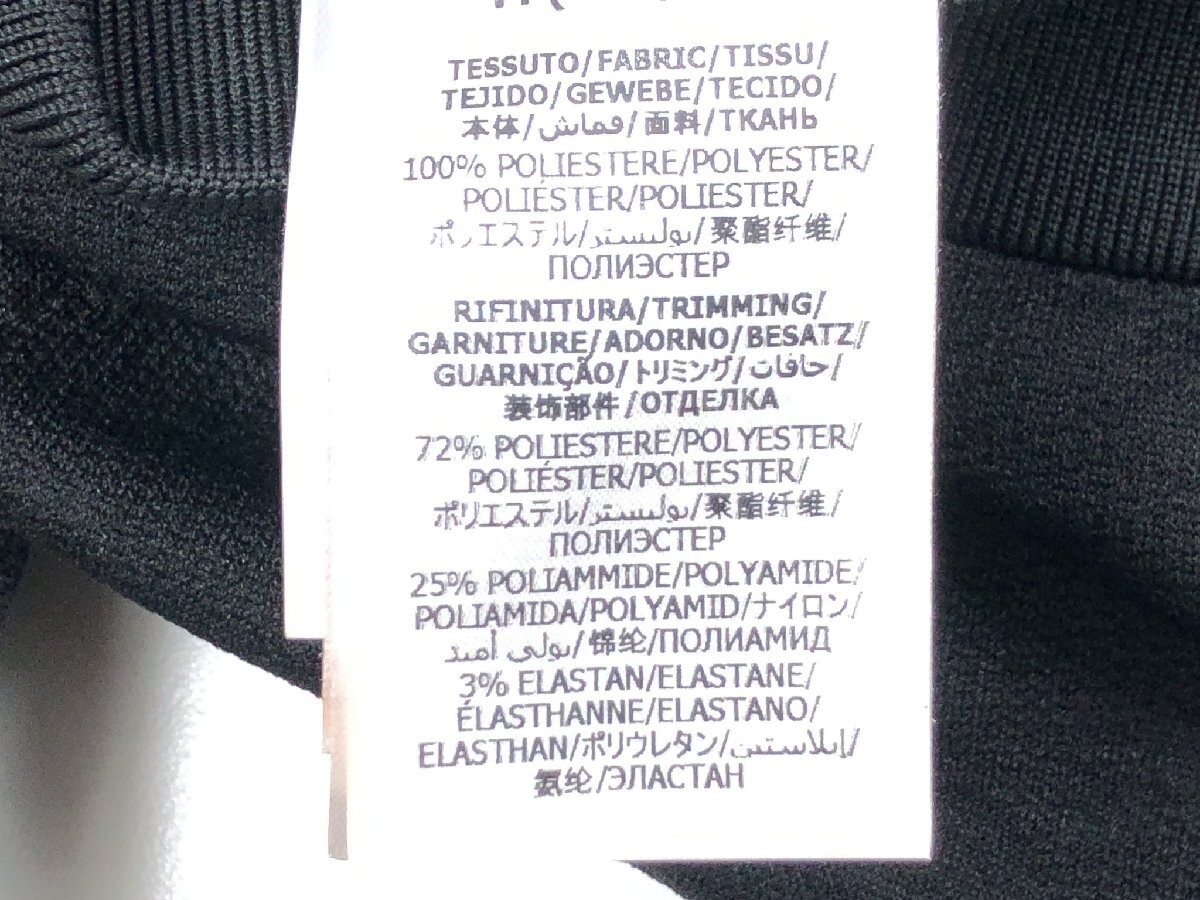 TESSUTO/FABRIC/TISSU/
TEJIDO/GEWEBE/TECIDO/
本体/قماش/面料/ТКАНЬ
100% POLIESTERE/POLYESTER/
POLIÉSTER/POLIESTER/
ポリエステル/بوليستر/聚酯纤维/
ПОЛИЭСТЕР
RIFINITURA/TRIMMING/
GARNITURE/ADORNO/BESATZ/
GUARNIÇÃO/トリミング/حافات/
装饰部件/ОТДЕЛКА
72% POLIESTERE/POLYESTER/
POLIÉSTER/POLIESTER/
ポリエステル/بوليستر/聚酯纤维/
ПОЛИЭСТЕР
25% POLIAMMIDE/POLYAMIDE/
POLIAMIDA/POLYAMID/ナイロン/
بولي أميد/锦纶/ПОЛИАМИД
3% ELASTAN/ELASTANE/
ÉLASTHANNE/ELASTANO/
ELASTHAN/ポリウレタン/إيلاستين/
氨纶/ЭЛАСТАН